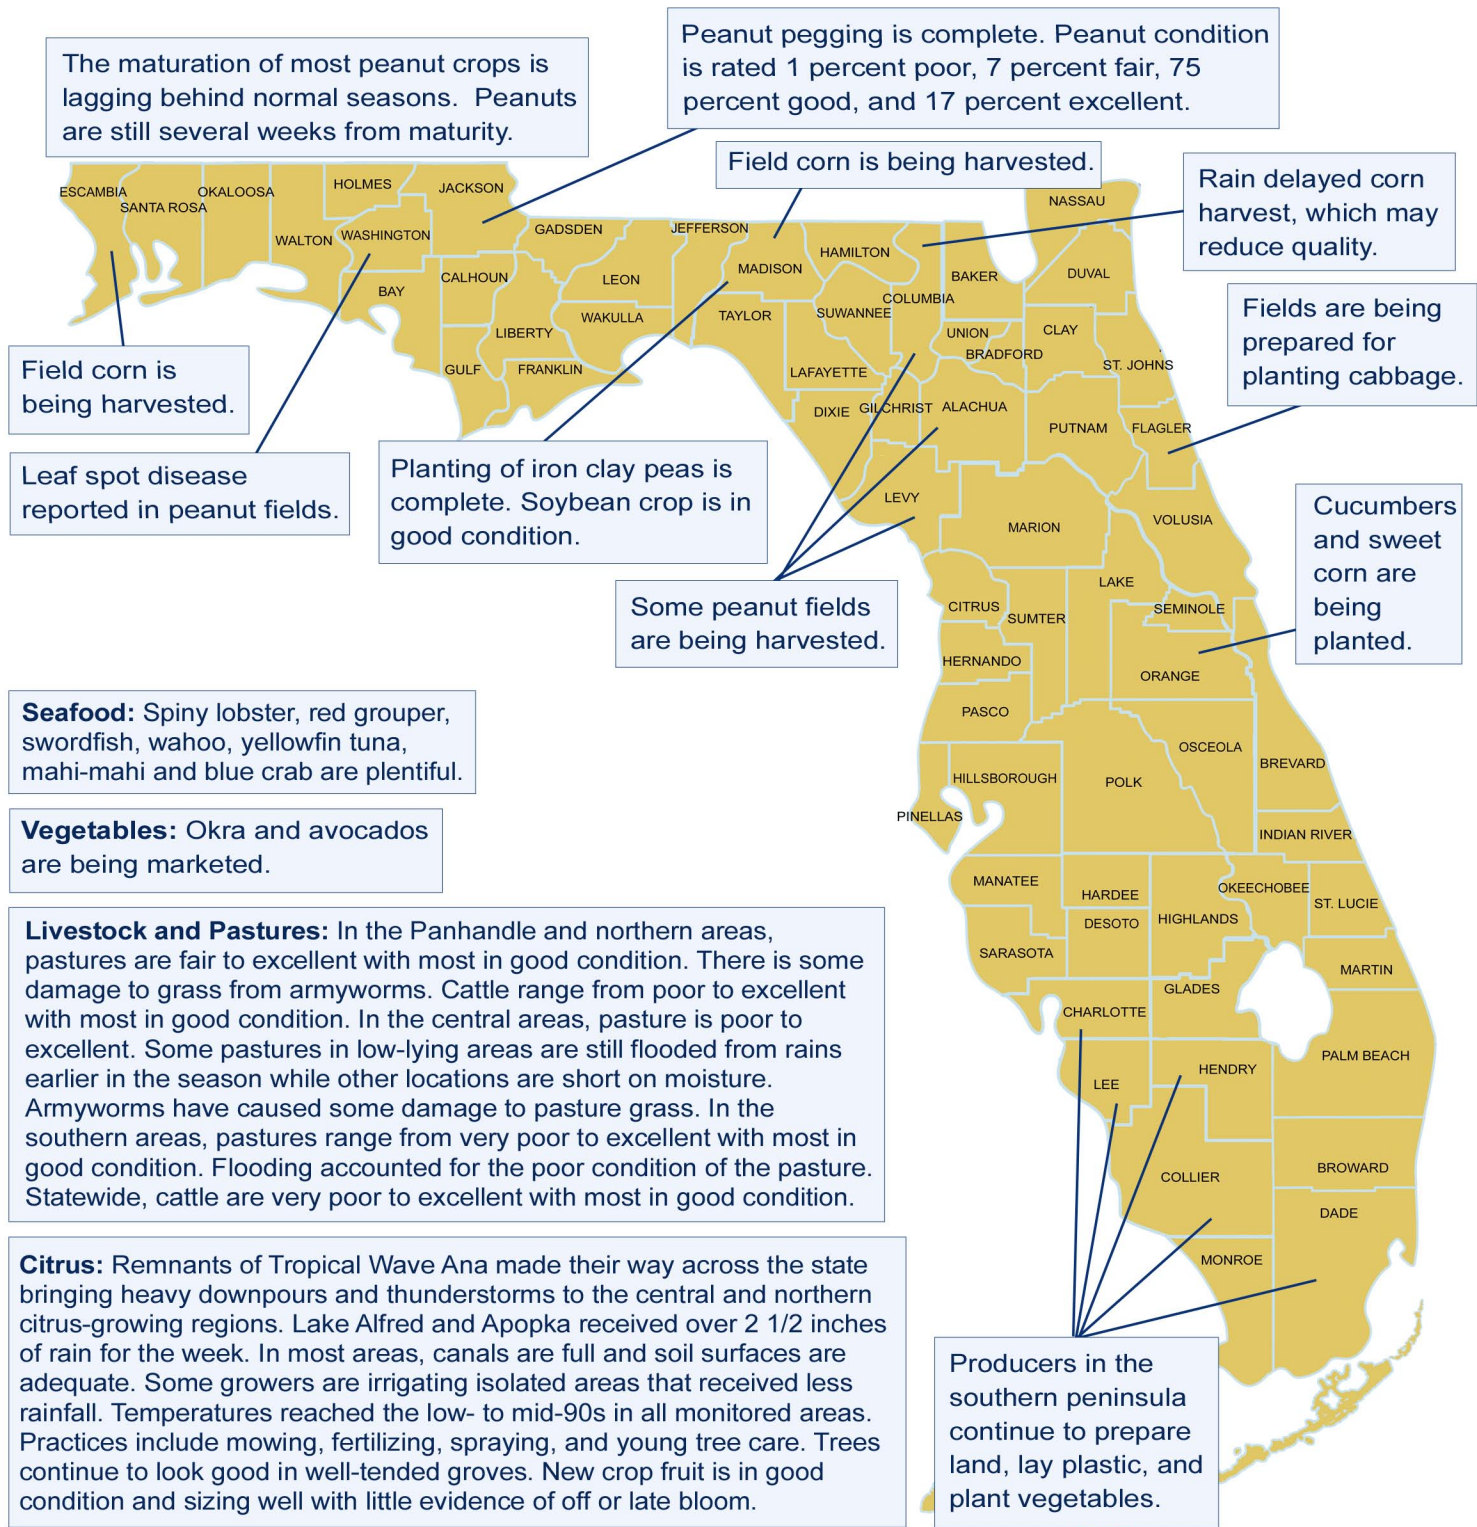 Peanut pegging is complete. Peanut condition
is rated 1 percent poor, 7 percent fair, 75
percent good, and 17 percent excellent.
The maturation of most peanut crops is
lagging behind normal seasons.  Peanuts
are still several weeks from maturity.
Field corn is being harvested.
Rain delayed corn
harvest, which may
reduce quality.
ESCAMBIA
SANTA ROSA
OKALOOSA
WALTON
HOLMES
WASHINGTON
JACKSON
BAY
CALHOUN
GULF
LIBERTY
GADSDEN
FRANKLIN
LEON
WAKULLA
JEFFERSON
MADISON
TAYLOR
HAMILTON
SUWANNEE
LAFAYETTE
DIXIE
COLUMBIA
GILCHRIST
BAKER
UNION
BRADFORD
ALACHUA
NASSAU
DUVAL
CLAY
ST. JOHNS
PUTNAM
FLAGLER
LEVY
MARION
VOLUSIA
Fields are being
prepared for
planting cabbage.
Field corn is
being harvested.
Leaf spot disease
reported in peanut fields.
Planting of iron clay peas is
complete. Soybean crop is in
good condition.
Some peanut fields
are being harvested.
Cucumbers
and sweet
corn are
being
planted.
CITRUS
SUMTER
LAKE
SEMINOLE
HERNANDO
ORANGE
PASCO
OSCEOLA
HILLSBOROUGH
POLK
BREVARD
PINELLAS
INDIAN RIVER
MANATEE
HARDEE
OKEECHOBEE
ST. LUCIE
DESOTO
HIGHLANDS
SARASOTA
MARTIN
GLADES
CHARLOTTE
PALM BEACH
HENDRY
LEE
COLLIER
BROWARD
DADE
MONROE
Seafood: Spiny lobster, red grouper,
swordfish, wahoo, yellowfin tuna,
mahi-mahi and blue crab are plentiful.
Vegetables: Okra and avocados
are being marketed.
Livestock and Pastures: In the Panhandle and northern areas,
pastures are fair to excellent with most in good condition. There is some
damage to grass from armyworms. Cattle range from poor to excellent
with most in good condition. In the central areas, pasture is poor to
excellent. Some pastures in low-lying areas are still flooded from rains
earlier in the season while other locations are short on moisture.
Armyworms have caused some damage to pasture grass. In the
southern areas, pastures range from very poor to excellent with most in
good condition. Flooding accounted for the poor condition of the pasture.
Statewide, cattle are very poor to excellent with most in good condition.
Citrus: Remnants of Tropical Wave Ana made their way across the state
bringing heavy downpours and thunderstorms to the central and northern
citrus-growing regions. Lake Alfred and Apopka received over 2 1/2 inches
of rain for the week. In most areas, canals are full and soil surfaces are
adequate. Some growers are irrigating isolated areas that received less
rainfall. Temperatures reached the low- to mid-90s in all monitored areas.
Practices include mowing, fertilizing, spraying, and young tree care. Trees
continue to look good in well-tended groves. New crop fruit is in good
condition and sizing well with little evidence of off or late bloom.
Producers in the
southern peninsula
continue to prepare
land, lay plastic, and
plant vegetables.